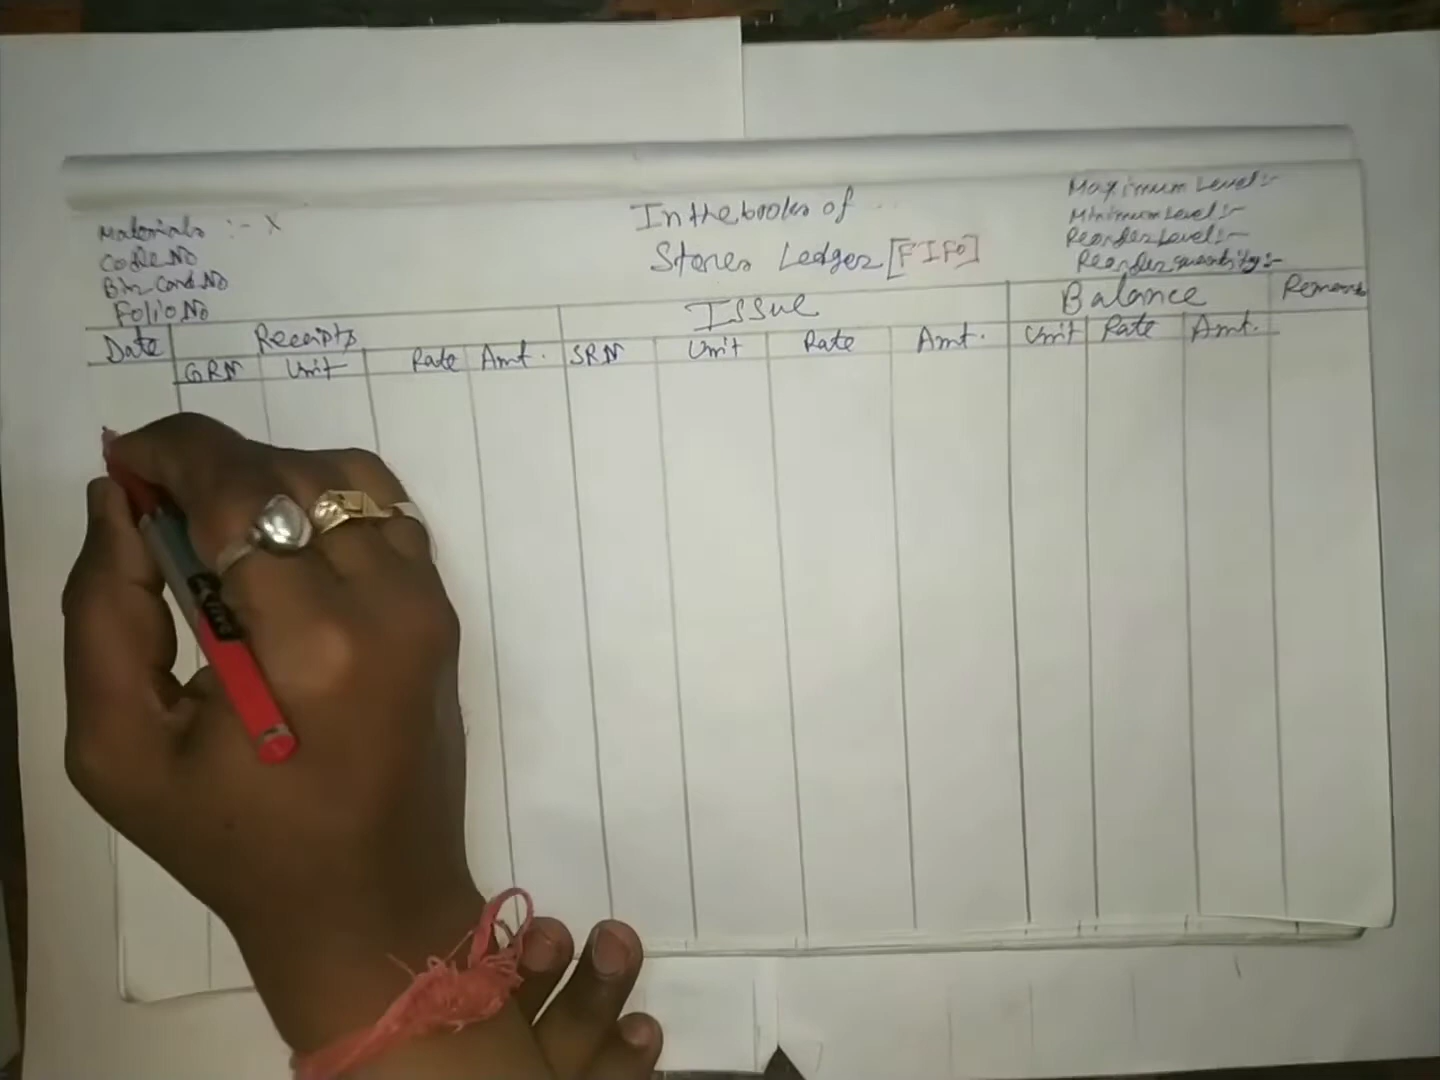 Materials :- X
Code No
Bin Card No
Folio No
In the books of
Stores Ledger [FIFO]
Maximum Level:-
Minimum Level:-
Reorder Level:-
Reorder quantity:-
Date Receipts Issue Balance Remarks
GRN Unit Rate Amt. SRN Unit Rate Amt. Unit Rate Amt.